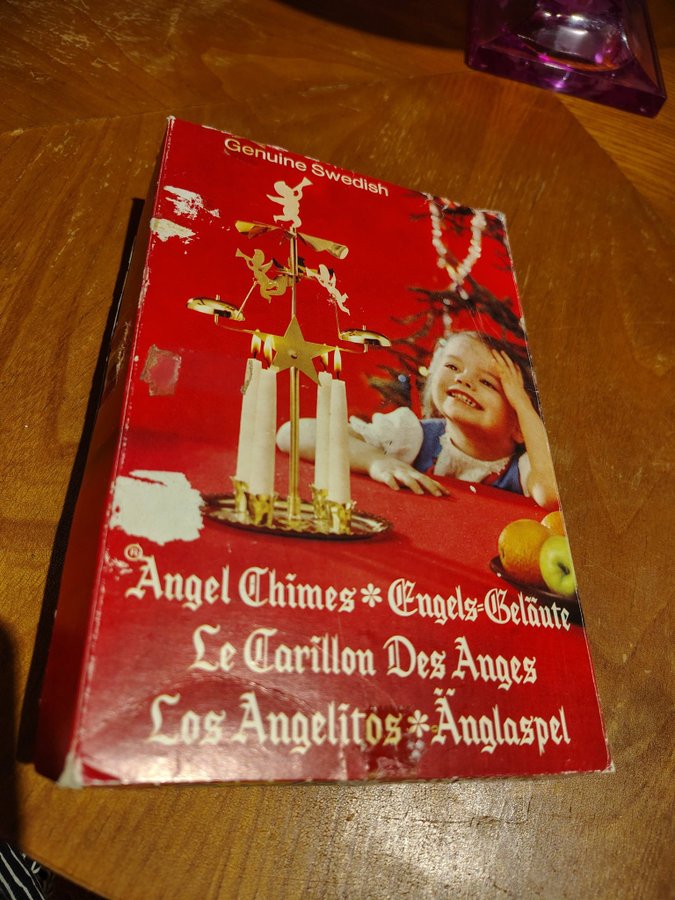 Genuine Swedish
®Angel Chimes*Engels=Geläute
Le Carillon Des Anges
Los Angelitos*Änglaspel